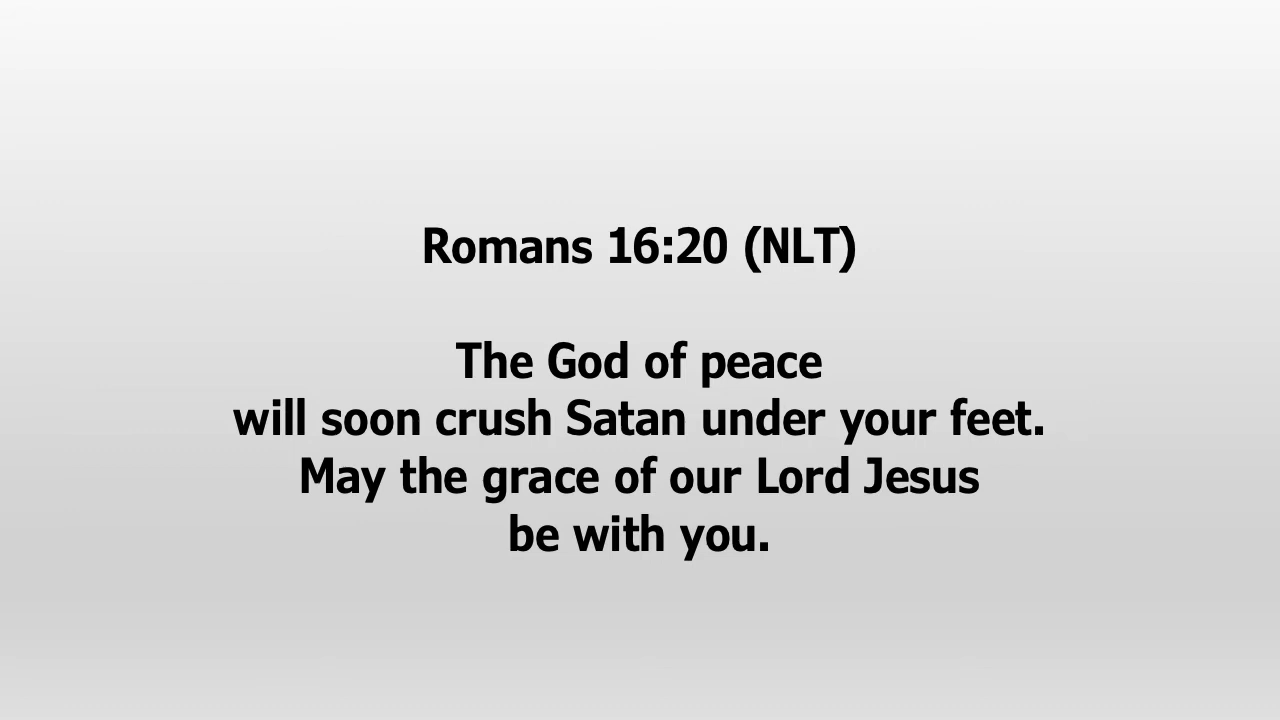 Romans 16:20 (NLT)
The God of peace
will soon crush Satan under your feet.
May the grace of our Lord Jesus
be with you.